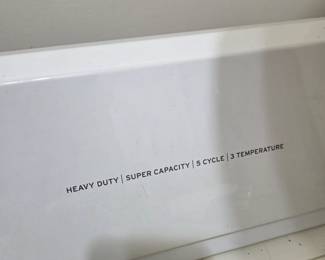 HEAVY DUTY | SUPER CAPACITY | 5 CYCLE | 3 TEMPERATURE